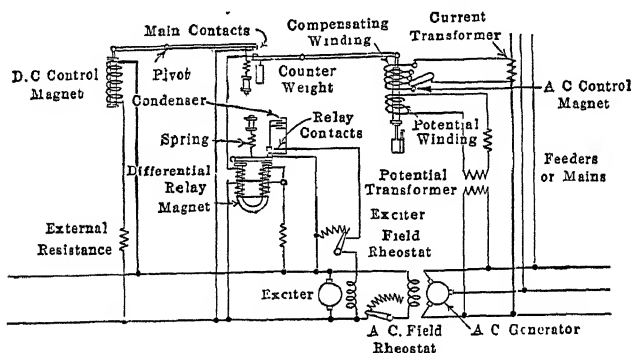 Main Contacts
Compensating
Winding
Current
Transformer
D.C Control
Magnet
Pivot
Counter
Weight
A C Control
Magnet
Condenser
Relay
Contacts
Potential
Winding
Spring
Differential
Relay
Magnet
Potential
Transformer
Feeders
or Mains
External
Resistance
Exciter
Field
Rheostat
Exciter
A C. Field
Rheostat
A C Generator